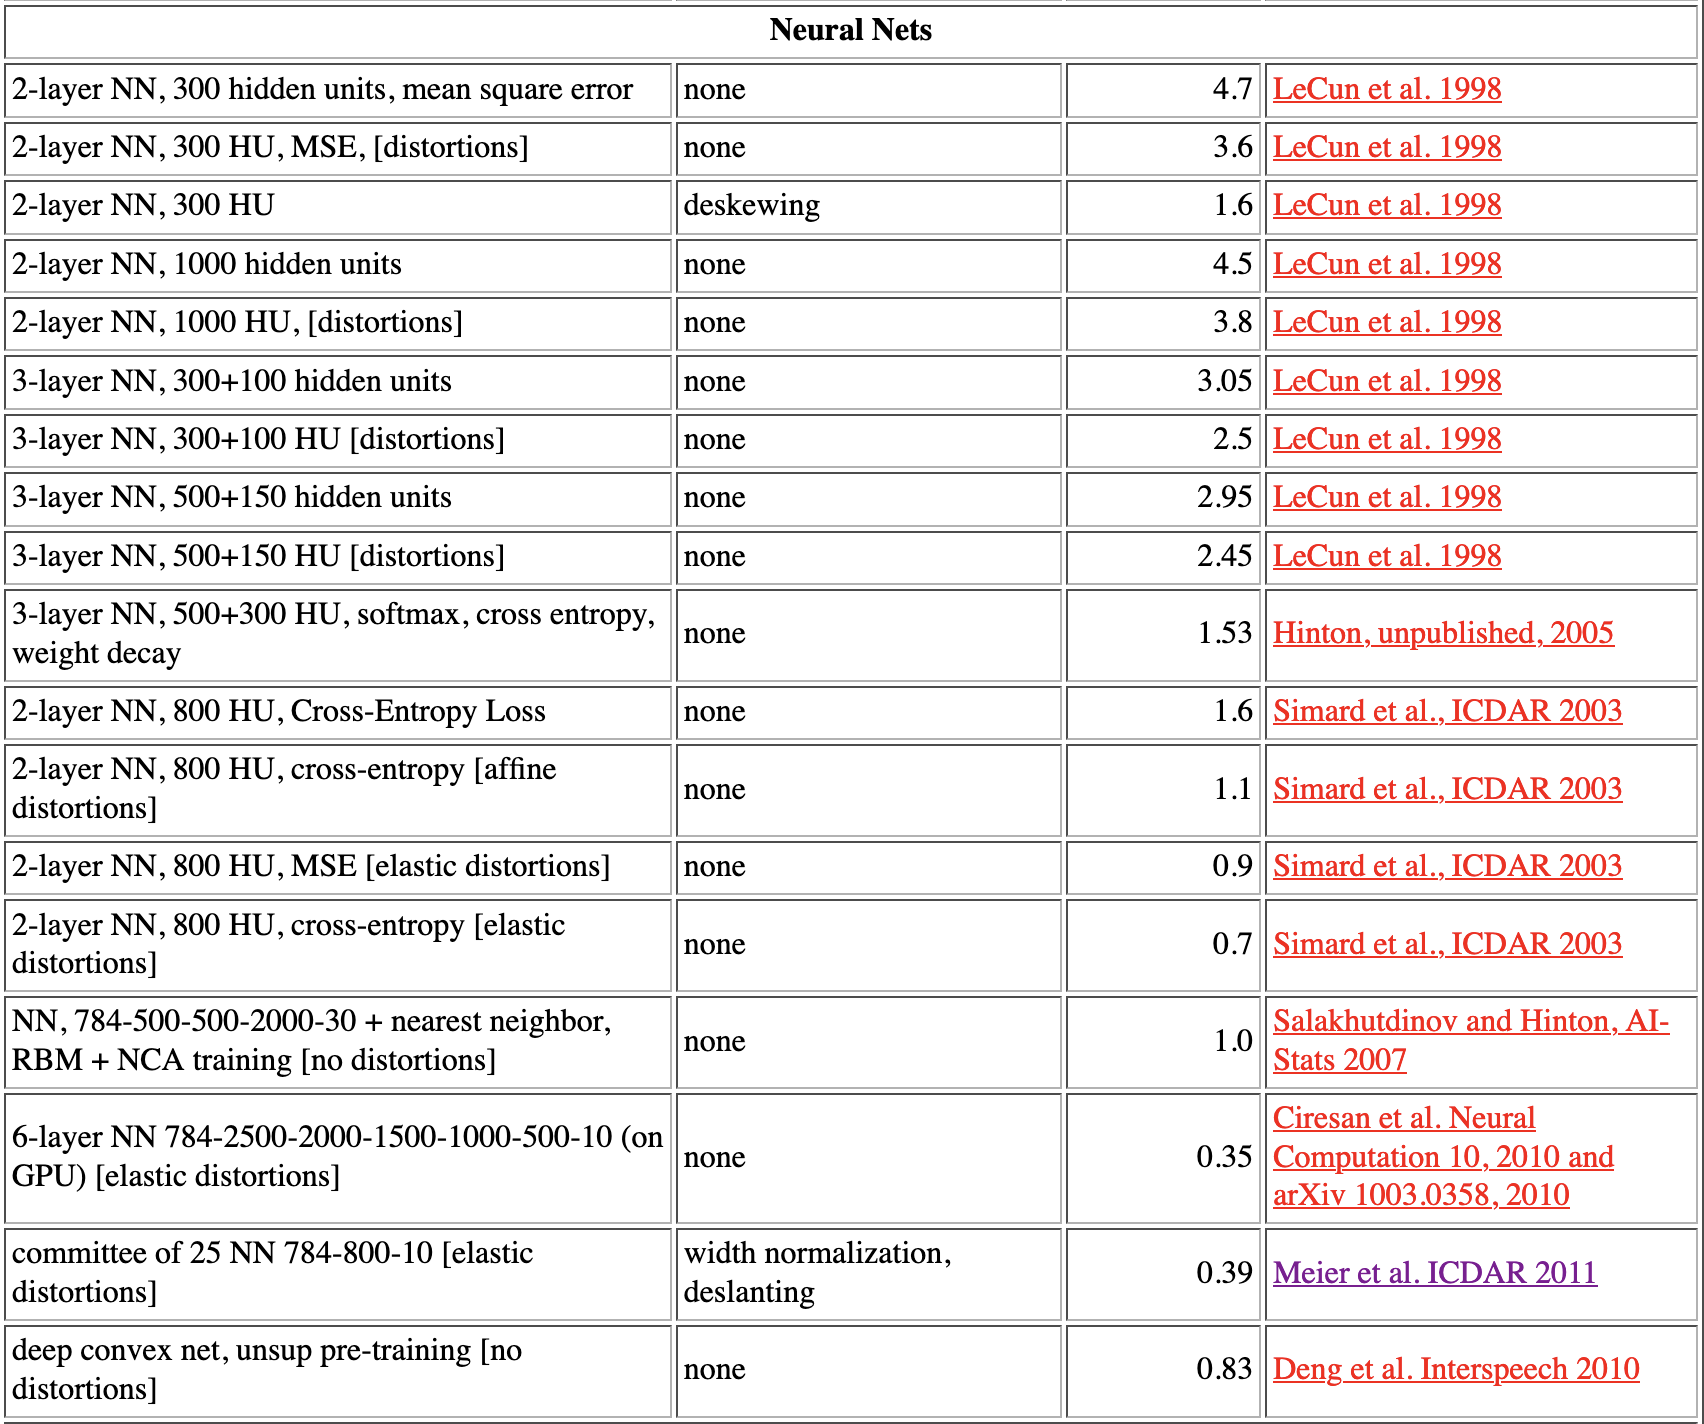 Neural Nets
2-layer NN, 300 hidden units, mean square error none 4.7 LeCun et al. 1998
2-layer NN, 300 HU, MSE, [distortions] none 3.6 LeCun et al. 1998
2-layer NN, 300 HU deskewing 1.6 LeCun et al. 1998
2-layer NN, 1000 hidden units none 4.5 LeCun et al. 1998
2-layer NN, 1000 HU, [distortions] none 3.8 LeCun et al. 1998
3-layer NN, 300+100 hidden units none 3.05 LeCun et al. 1998
3-layer NN, 300+100 HU [distortions] none 2.5 LeCun et al. 1998
3-layer NN, 500+150 hidden units none 2.95 LeCun et al. 1998
3-layer NN, 500+150 HU [distortions] none 2.45 LeCun et al. 1998
3-layer NN, 500+300 HU, softmax, cross entropy,
weight decay
none
1.53
Hinton, unpublished, 2005
2-layer NN, 800 HU, Cross-Entropy Loss none 1.6 Simard et al., ICDAR 2003
2-layer NN, 800 HU, cross-entropy [affine
distortions]
none
1.1
Simard et al., ICDAR 2003
2-layer NN, 800 HU, MSE [elastic distortions] none 0.9 Simard et al., ICDAR 2003
2-layer NN, 800 HU, cross-entropy [elastic
distortions]
none
0.7
Simard et al., ICDAR 2003
NN, 784-500-500-2000-30 + nearest neighbor,
RBM + NCA training [no distortions]
none
1.0
Salakhutdinov and Hinton, AI-
Stats 2007
6-layer NN 784-2500-2000-1500-1000-500-10 (on
GPU) [elastic distortions]
none
0.35
Ciresan et al. Neural
Computation 10, 2010 and
arXiv 1003.0358, 2010
committee of 25 NN 784-800-10 [elastic
distortions]
width normalization,
deslanting
0.39
Meier et al. ICDAR 2011
deep convex net, unsup pre-training [no
distortions]
none
0.83
Deng et al. Interspeech 2010